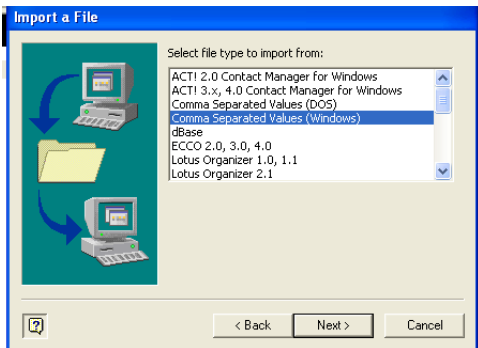 Import a File
Select file type to import from:
ACT! 2.0 Contact Manager for Windows
ACT! 3.x, 4.0 Contact Manager for Windows
Comma Separated Values (DOS)
Comma Separated Values (Windows)
dBase
ECCO 2.0, 3.0, 4.0
Lotus Organizer 1.0, 1.1
Lotus Organizer 2.1
? < Back Next > Cancel